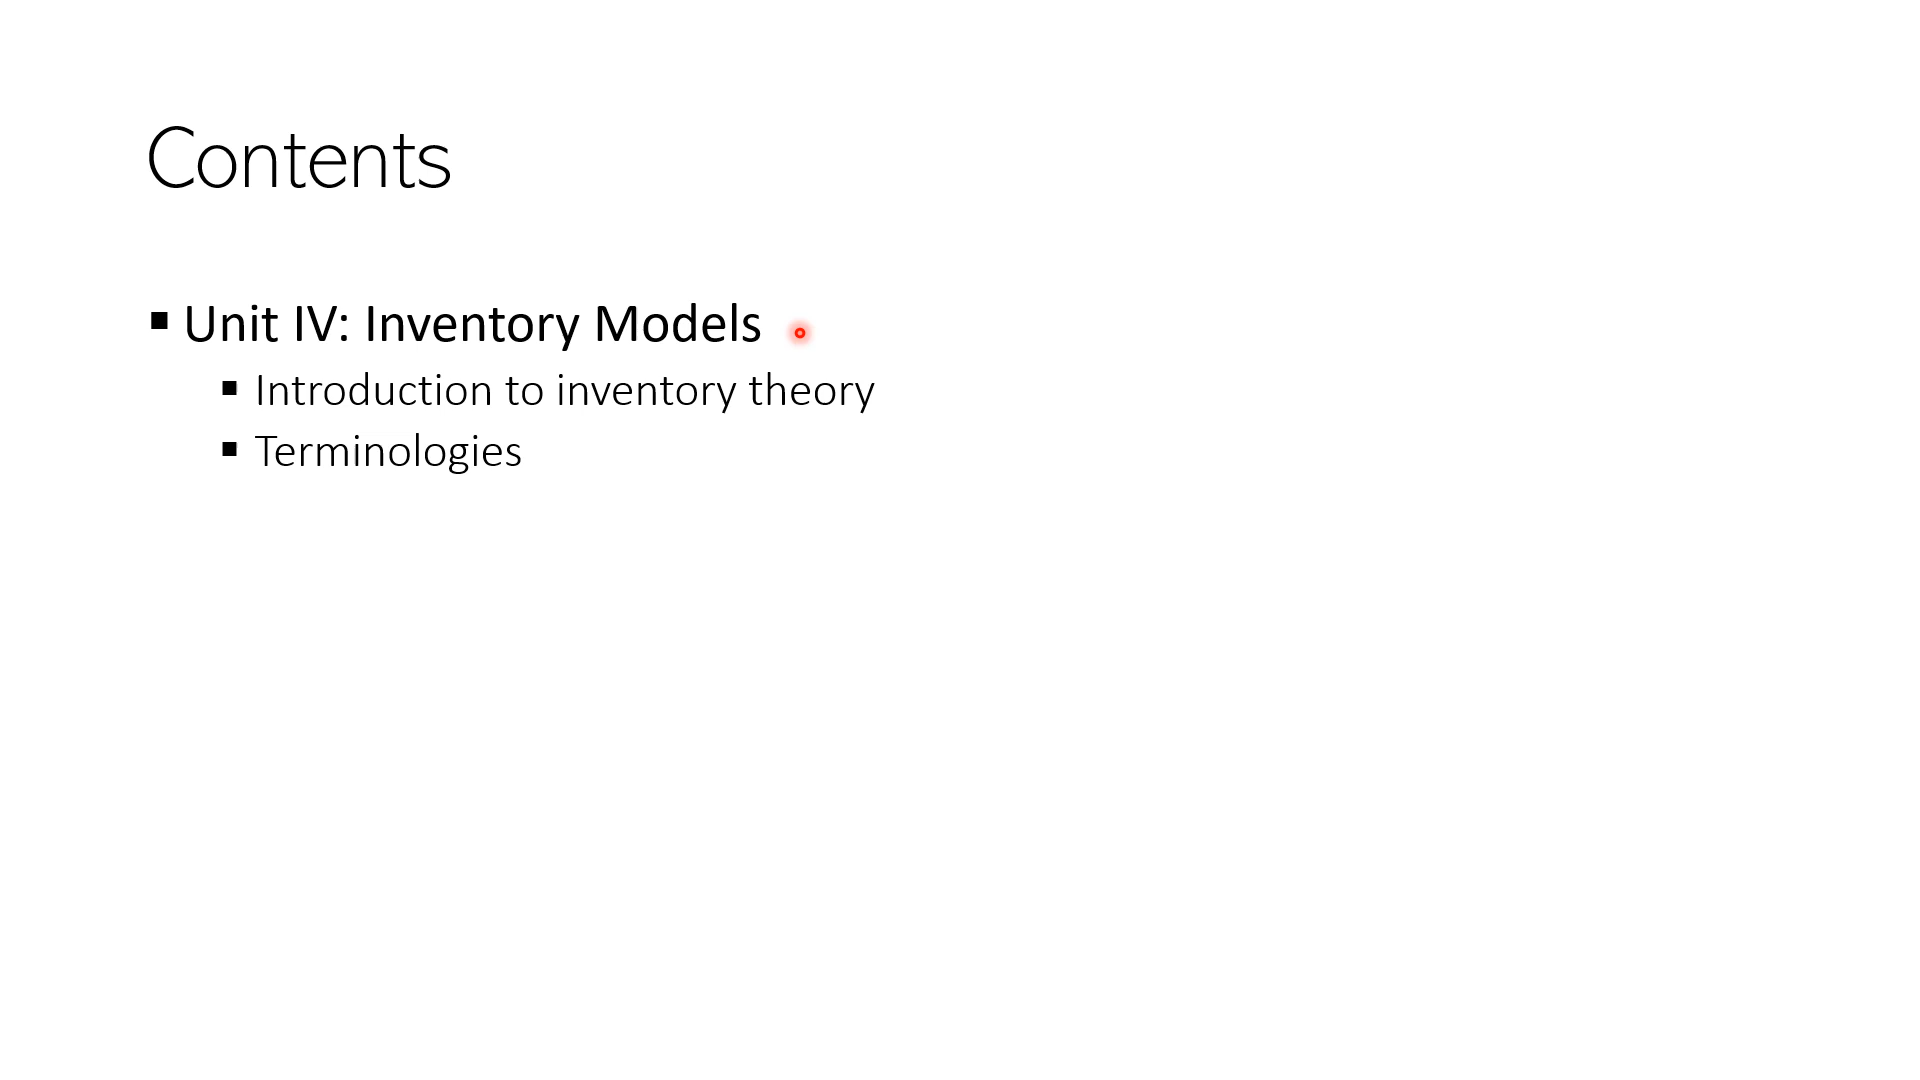 Contents
Unit IV: Inventory Models
Introduction to inventory theory
Terminologies